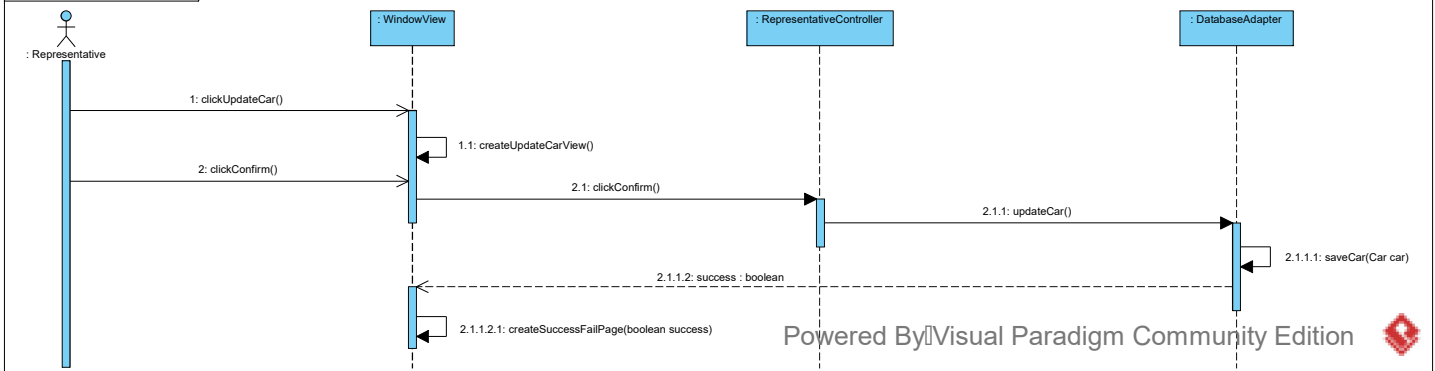 : WindowView
: RepresentativeController
: DatabaseAdapter
: Representative
1: clickUpdateCar()
1.1: createUpdateCarView()
2: clickConfirm()
2.1: clickConfirm()
2.1.1: updateCar()
2.1.1.1: saveCar(Car car)
2.1.1.2: success : boolean
2.1.1.2.1: createSuccessFailPage(boolean success)
Powered By▯Visual Paradigm Community Edition